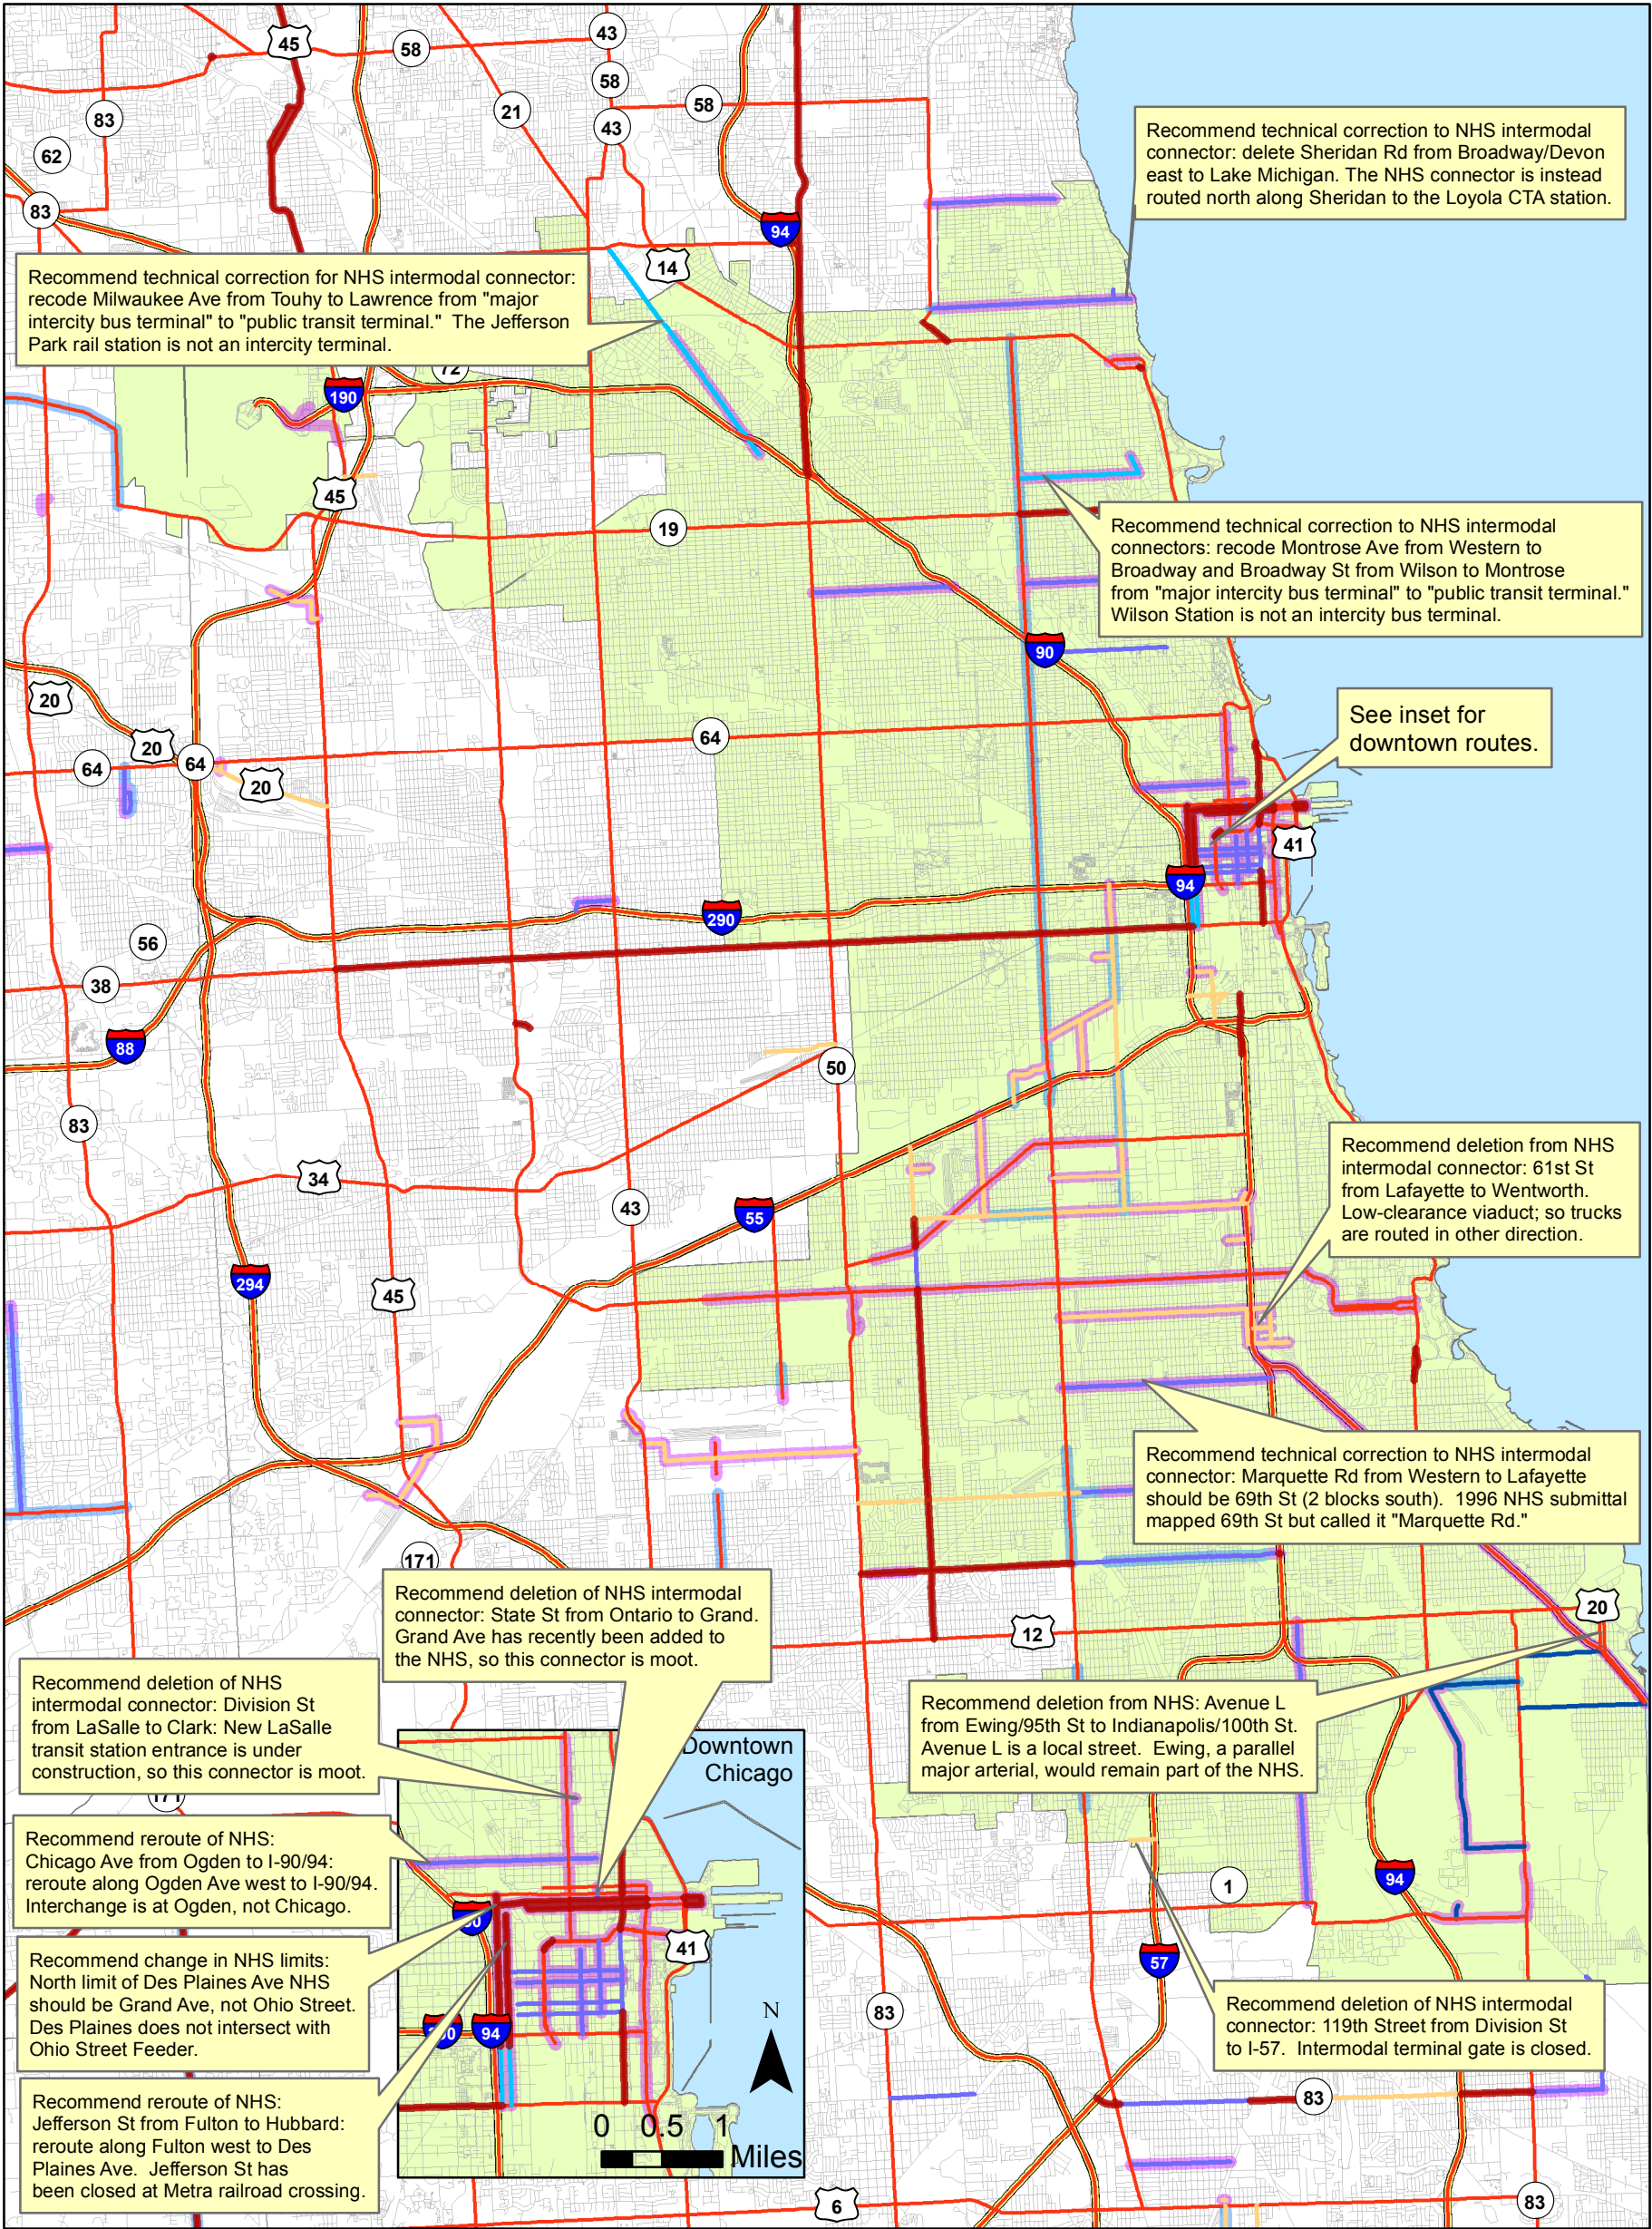 45
58
43
58
43
58
21
83
62
83
94
14
Recommend technical correction to NHS intermodal
connector: delete Sheridan Rd from Broadway/Devon
east to Lake Michigan. The NHS connector is instead
routed north along Sheridan to the Loyola CTA station.
Recommend technical correction for NHS intermodal connector:
recode Milwaukee Ave from Touhy to Lawrence from "major
intercity bus terminal" to "public transit terminal." The Jefferson
Park rail station is not an intercity terminal.
72
190
45
19
Recommend technical correction to NHS intermodal
connectors: recode Montrose Ave from Western to
Broadway and Broadway St from Wilson to Montrose
from "major intercity bus terminal" to "public transit terminal."
Wilson Station is not an intercity bus terminal.
90
20
20
64
64
20
64
See inset for
downtown routes.
41
94
290
56
38
88
50
83
34
43
55
294
45
Recommend deletion from NHS
intermodal connector: 61st St
from Lafayette to Wentworth.
Low-clearance viaduct; so trucks
are routed in other direction.
Recommend technical correction to NHS intermodal
connector: Marquette Rd from Western to Lafayette
should be 69th St (2 blocks south). 1996 NHS submittal
mapped 69th St but called it "Marquette Rd."
171
Recommend deletion of NHS intermodal
connector: State St from Ontario to Grand.
Grand Ave has recently been added to
the NHS, so this connector is moot.
12
20
Recommend deletion of NHS
intermodal connector: Division St
from LaSalle to Clark: New LaSalle
transit station entrance is under
construction, so this connector is moot.
171
Recommend deletion from NHS: Avenue L
from Ewing/95th St to Indianapolis/100th St.
Avenue L is a local street. Ewing, a parallel
major arterial, would remain part of the NHS.
Downtown
Chicago
Recommend reroute of NHS:
Chicago Ave from Ogden to I-90/94:
reroute along Ogden Ave west to I-90/94.
Interchange is at Ogden, not Chicago.
94
1
41
57
Recommend change in NHS limits:
North limit of Des Plaines Ave NHS
should be Grand Ave, not Ohio Street.
Des Plaines does not intersect with
Ohio Street Feeder.
94
N
83
Recommend deletion of NHS intermodal
connector: 119th Street from Division St
to I-57. Intermodal terminal gate is closed.
Recommend reroute of NHS:
Jefferson St from Fulton to Hubbard:
reroute along Fulton west to Des
Plaines Ave. Jefferson St has
been closed at Metra railroad crossing.
0 0.5 1
Miles
83
6
83